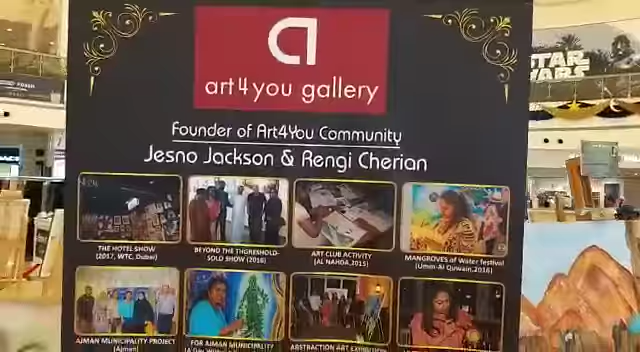 art4you gallery
STAR
WARS
Founder of Art4You Community
Jesno Jackson & Rengi Cherian
THE HOTEL SHOW
(2017, WTC, Dubai)
BEYOND THE THGRESHOLD-
SOLD SHOW (2016)
ART CLUB ACTIVITY
(AL NAHDA, 2015)
MANGROVES of Water festival
(Umm-Al Quwain, 2016)
AJMAN MUNICIPALITY PROJECT
(Ajman)
FOR AJMAN MUNICIPALITY
ABSTRACTION ART EXHIBITION